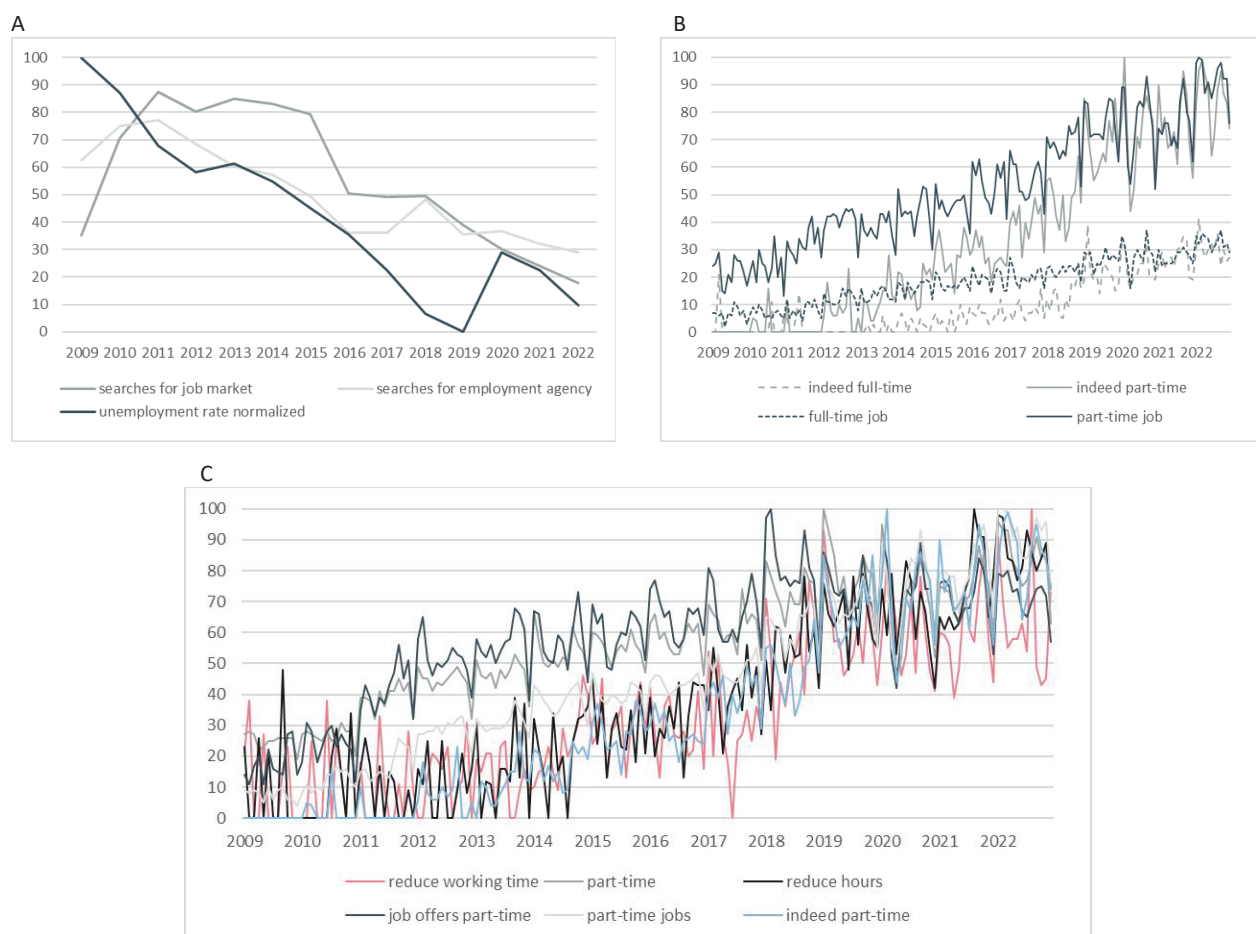 A
100
90
80
70
60
50
40
30
20
10
0
2009 2010 2011 2012 2013 2014 2015 2016 2017 2018 2019 2020 2021 2022
searches for job market searches for employment agency
unemployment rate normalized
B
100
90
80
70
60
50
40
30
20
10
0
2009 2010 2011 2012 2013 2014 2015 2016 2017 2018 2019 2020 2021 2022
indeed full-time indeed part-time
full-time job part-time job
C
100
90
80
70
60
50
40
30
20
10
0
2009 2010 2011 2012 2013 2014 2015 2016 2017 2018 2019 2020 2021 2022
reduce working time part-time reduce hours
job offers part-time part-time jobs indeed part-time